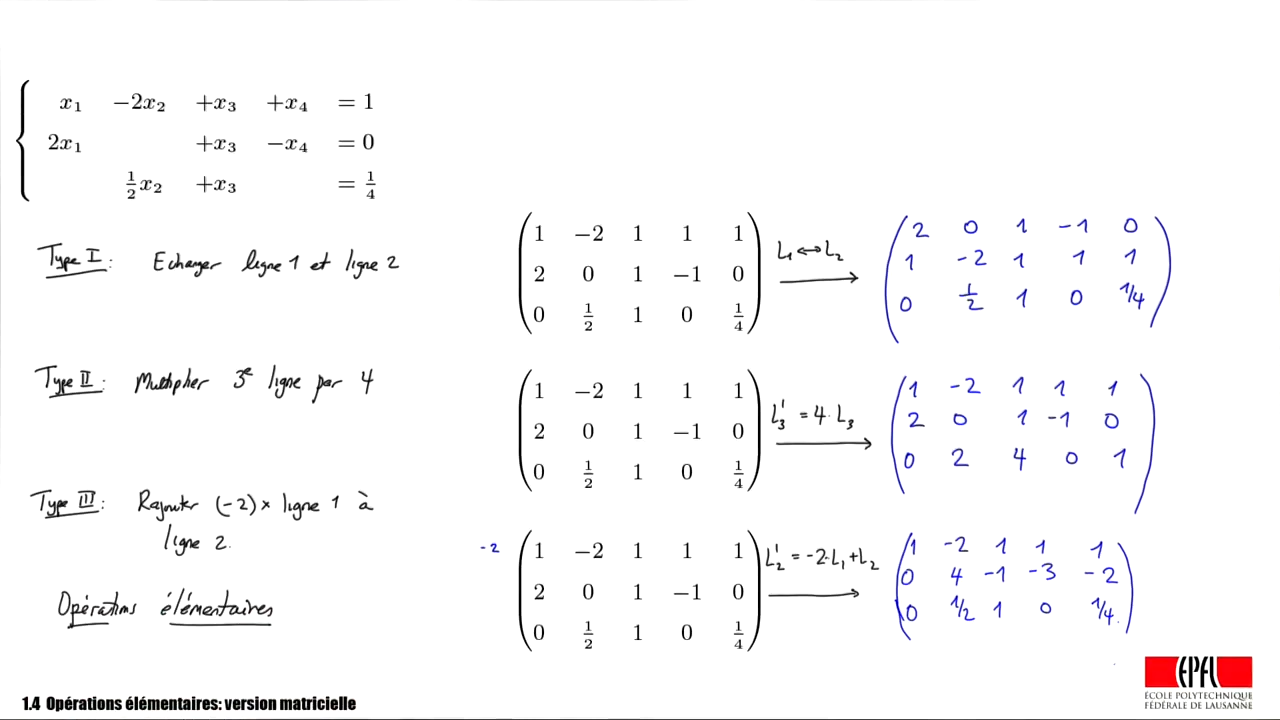 x₁ −2x₂ +x₃ +x₄ = 1
2x₁ +x₃ −x₄ = 0
½x₂ +x₃ = ¼
Type I : Echanger ligne 1 et ligne 2
1 −2 1 1 1
2 0 1 −1 0
0 ½ 1 0 ¼
L₁ ↔ L₂
2 0 1 -1 0
1 -2 1 1 1
0 ½ 1 0 1/4
Type II : Multiplier 3e ligne par 4
1 −2 1 1 1
2 0 1 −1 0
0 ½ 1 0 ¼
L₃' = 4· L₃
1 -2 1 1 1
2 0 1 -1 0
0 2 4 0 1
Type III : Rajouter (-2)× ligne 1 à
ligne 2.
-2
1 −2 1 1 1
2 0 1 −1 0
0 ½ 1 0 ¼
L₂' = -2·L₁ + L₂
1 -2 1 1 1
0 4 -1 -3 -2
0 1/2 1 0 1/4.
Opérations élémentaires
1.4 Opérations élémentaires: version matricielle
EPFL
ÉCOLE POLYTECHNIQUE
FÉDÉRALE DE LAUSANNE